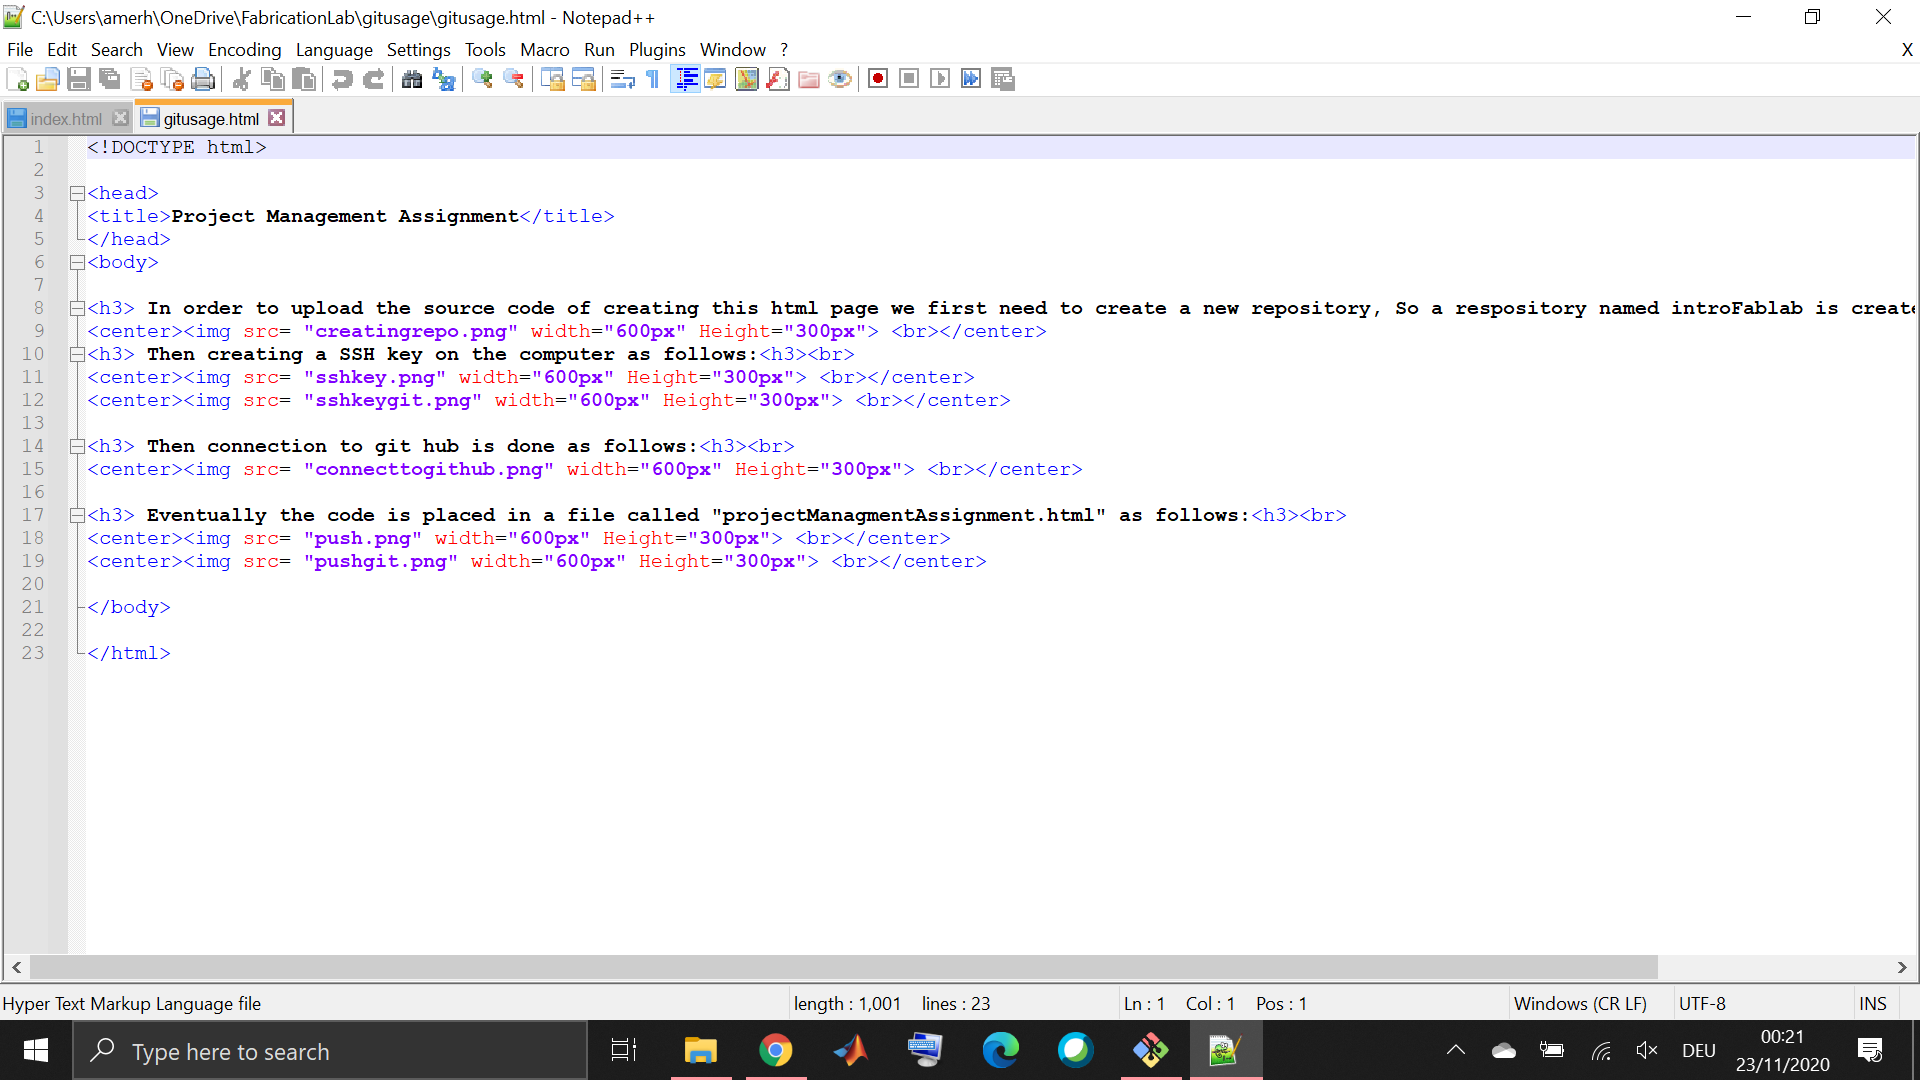 C:\Users\amerh\OneDrive\FabricationLab\gitusage\gitusage.html - Notepad++
File Edit Search View Encoding Language Settings Tools Macro Run Plugins Window ? X
index.html gitusage.html
1 <!DOCTYPE html>
2
3 <head>
4 <title>Project Management Assignment</title>
5 </head>
6 <body>
7
8 <h3> In order to upload the source code of creating this html page we first need to create a new repository, So a respository named introFablab is create
9 <center><img src= "creatingrepo.png" width="600px" Height="300px"> <br></center>
10 <h3> Then creating a SSH key on the computer as follows:<h3><br>
11 <center><img src= "sshkey.png" width="600px" Height="300px"> <br></center>
12 <center><img src= "sshkeygit.png" width="600px" Height="300px"> <br></center>
13
14 <h3> Then connection to git hub is done as follows:<h3><br>
15 <center><img src= "connecttogithub.png" width="600px" Height="300px"> <br></center>
16
17 <h3> Eventually the code is placed in a file called "projectManagmentAssignment.html" as follows:<h3><br>
18 <center><img src= "push.png" width="600px" Height="300px"> <br></center>
19 <center><img src= "pushgit.png" width="600px" Height="300px"> <br></center>
20
21 </body>
22
23 </html>
Hyper Text Markup Language file length : 1,001 lines : 23 Ln : 1 Col : 1 Pos : 1 Windows (CR LF) UTF-8 INS
Type here to search DEU 00:21
23/11/2020